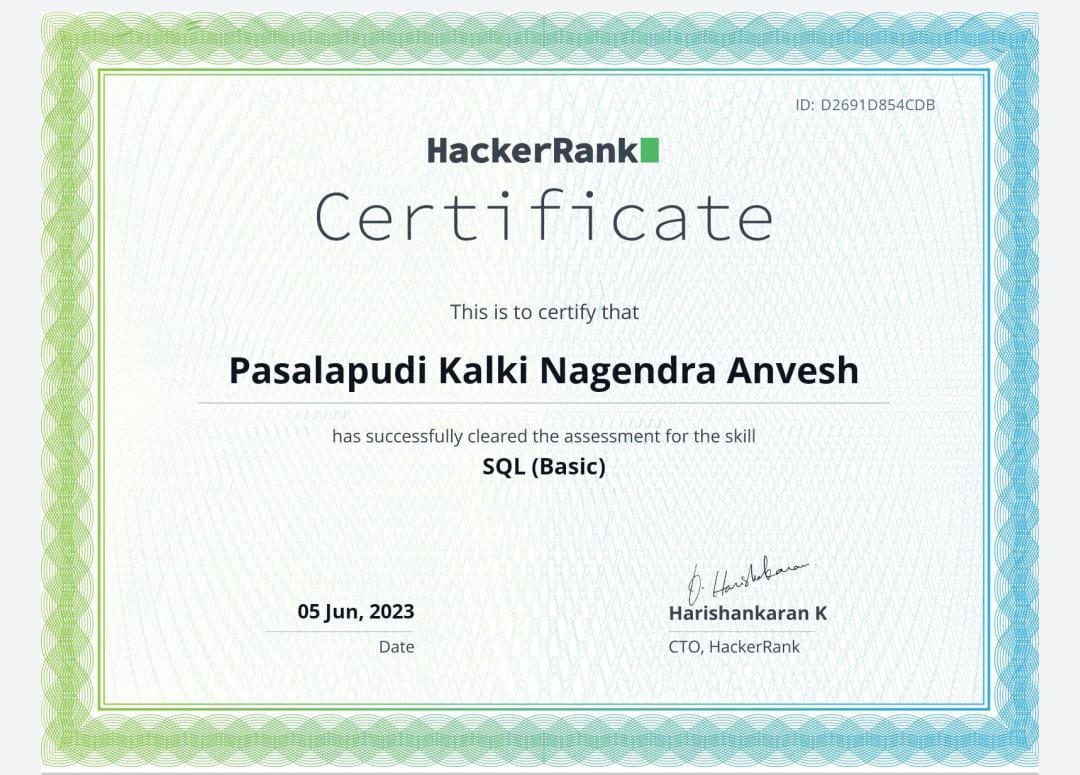 ID: D2691D854CDB
HackerRank
Certificate
This is to certify that
Pasalapudi Kalki Nagendra Anvesh
has successfully cleared the assessment for the skill
SQL (Basic)
05 Jun, 2023
Date
Harishankaran K
CTO, HackerRank